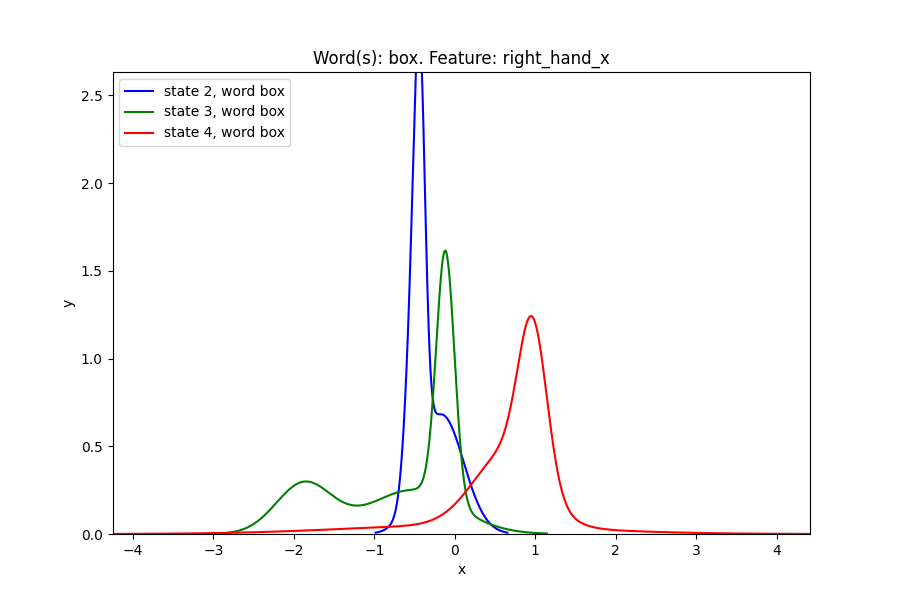 Word(s): box. Feature: right_hand_x
state 2, word box
state 3, word box
state 4, word box
2.5
2.0
1.5
1.0
0.5
0.0
y
−4 −3 −2 −1 0 1 2 3 4
x